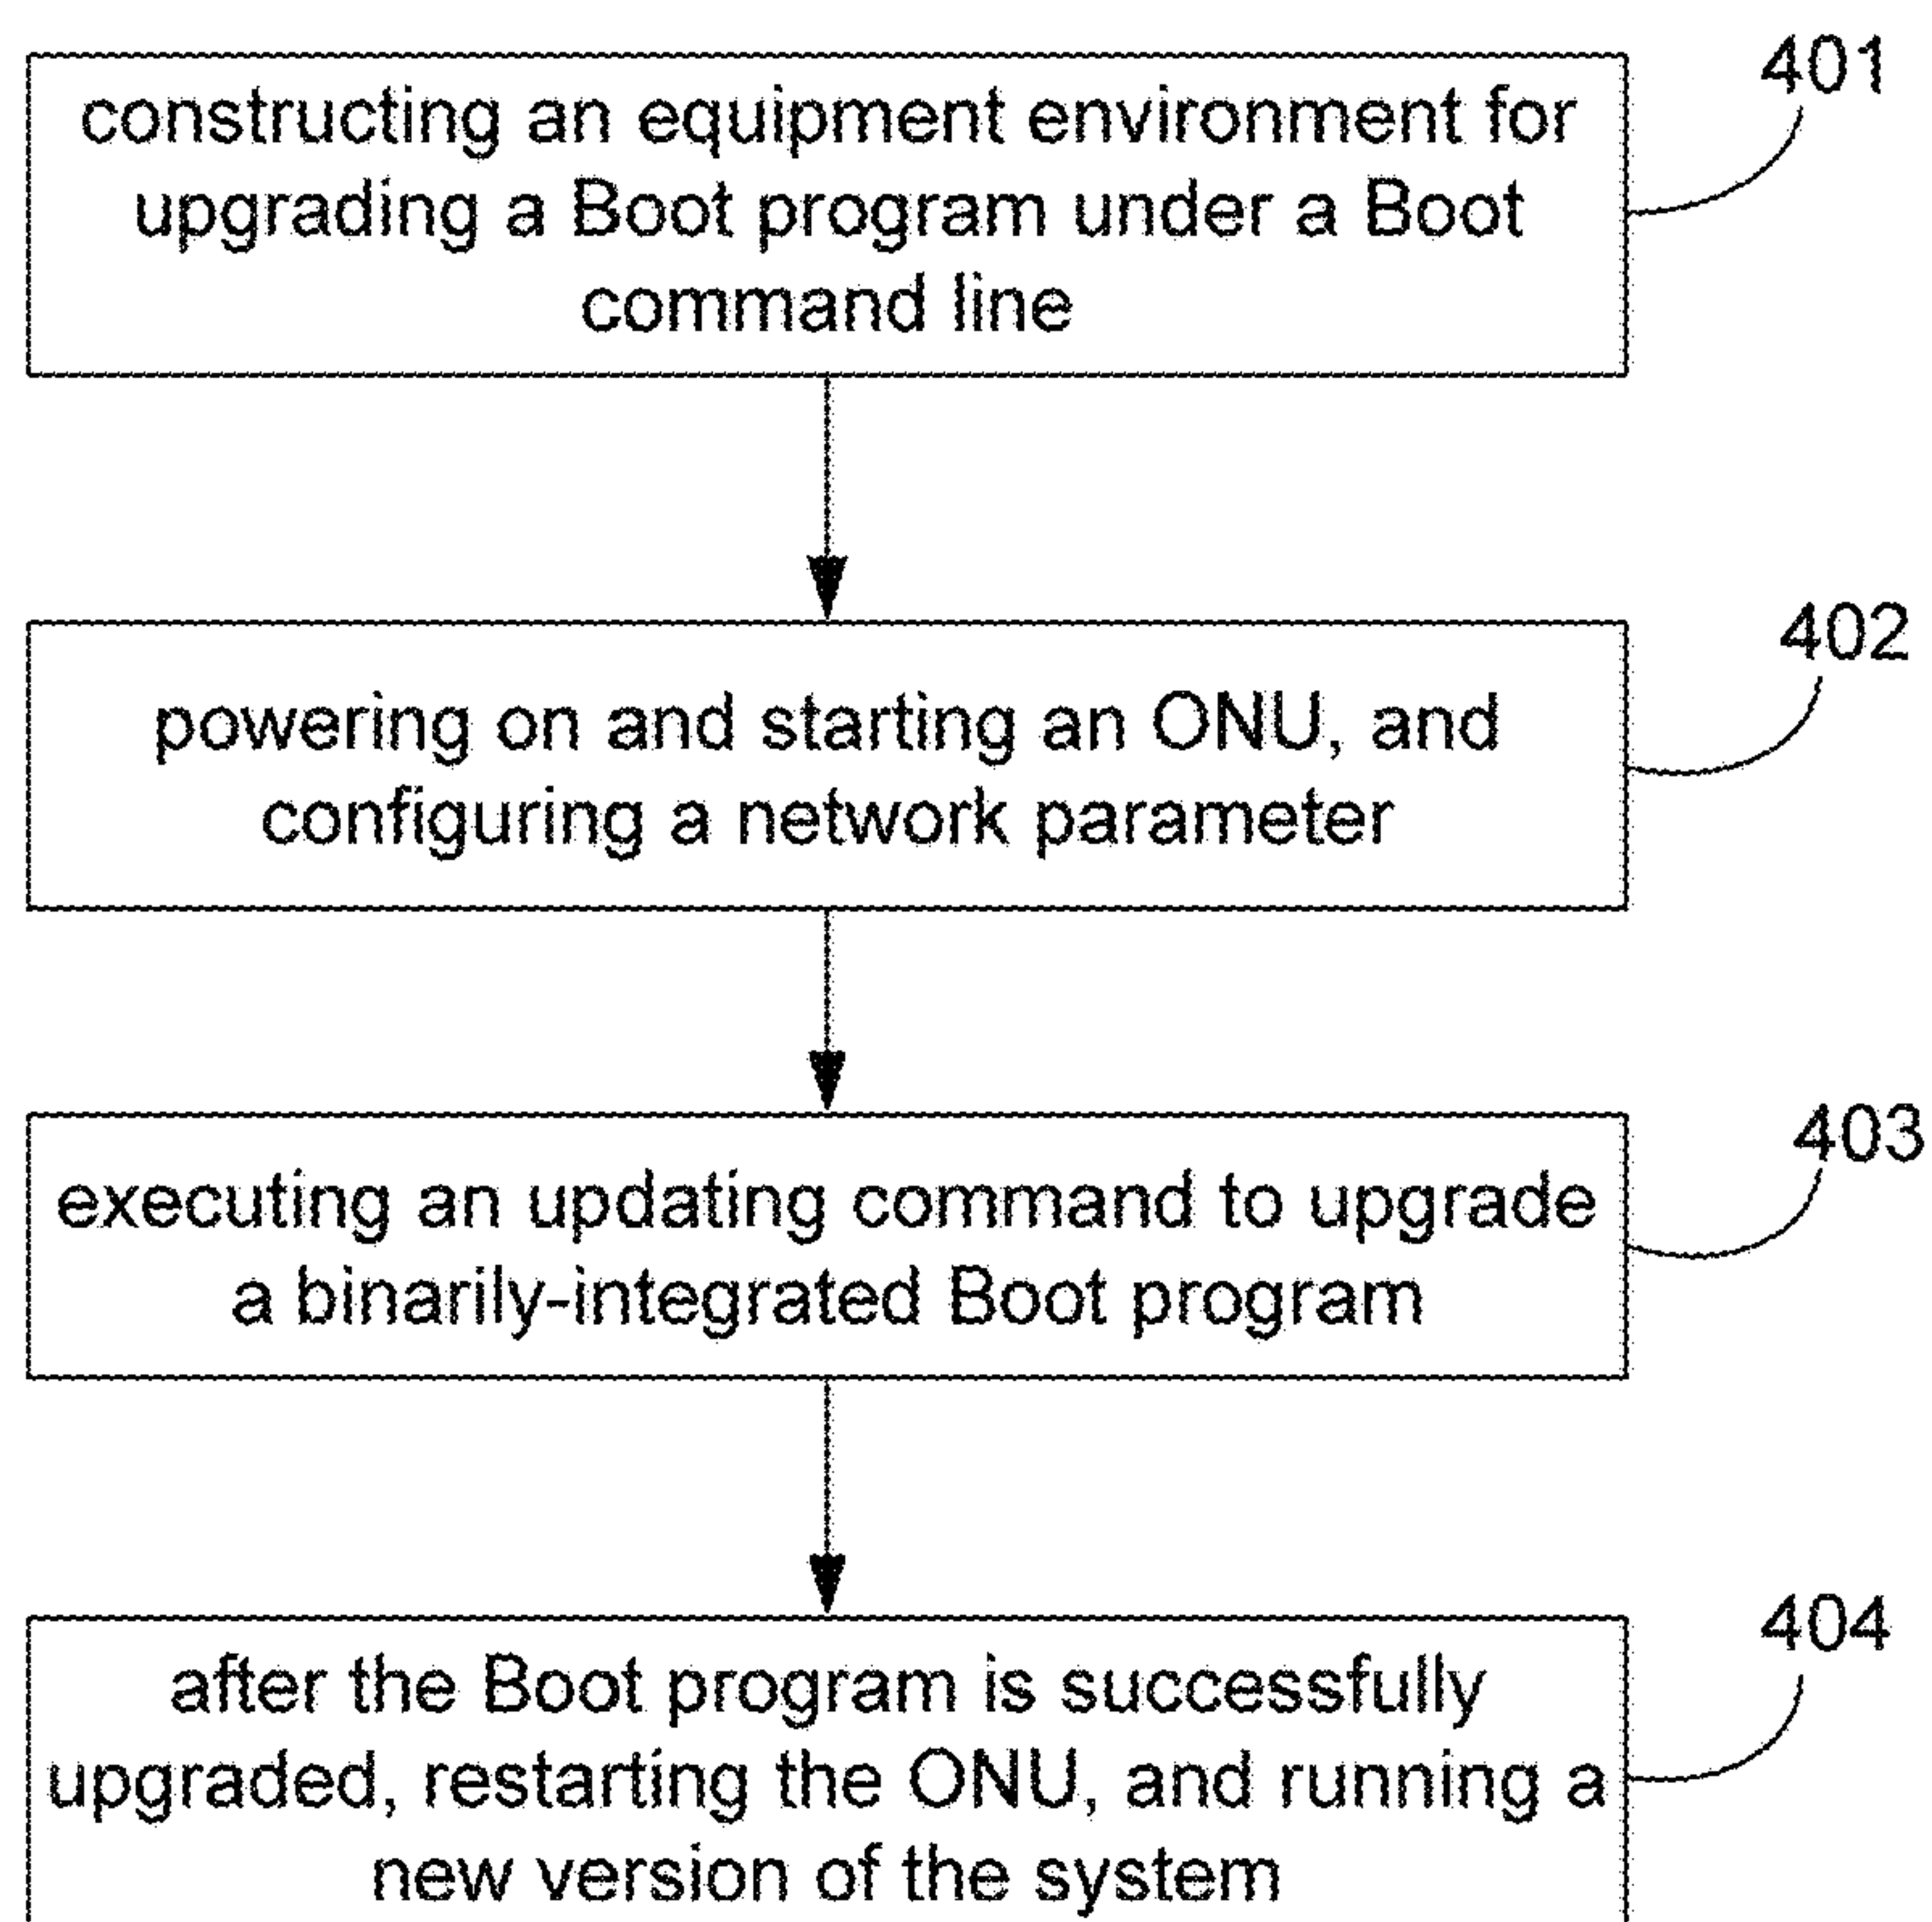 401
constructing an equipment environment for
upgrading a Boot program under a Boot
command line
402
powering on and starting an ONU, and
configuring a network parameter
403
executing an updating command to upgrade
a binarily-integrated Boot program
404
after the Boot program is successfully
upgraded, restarting the ONU, and running a
new version of the system